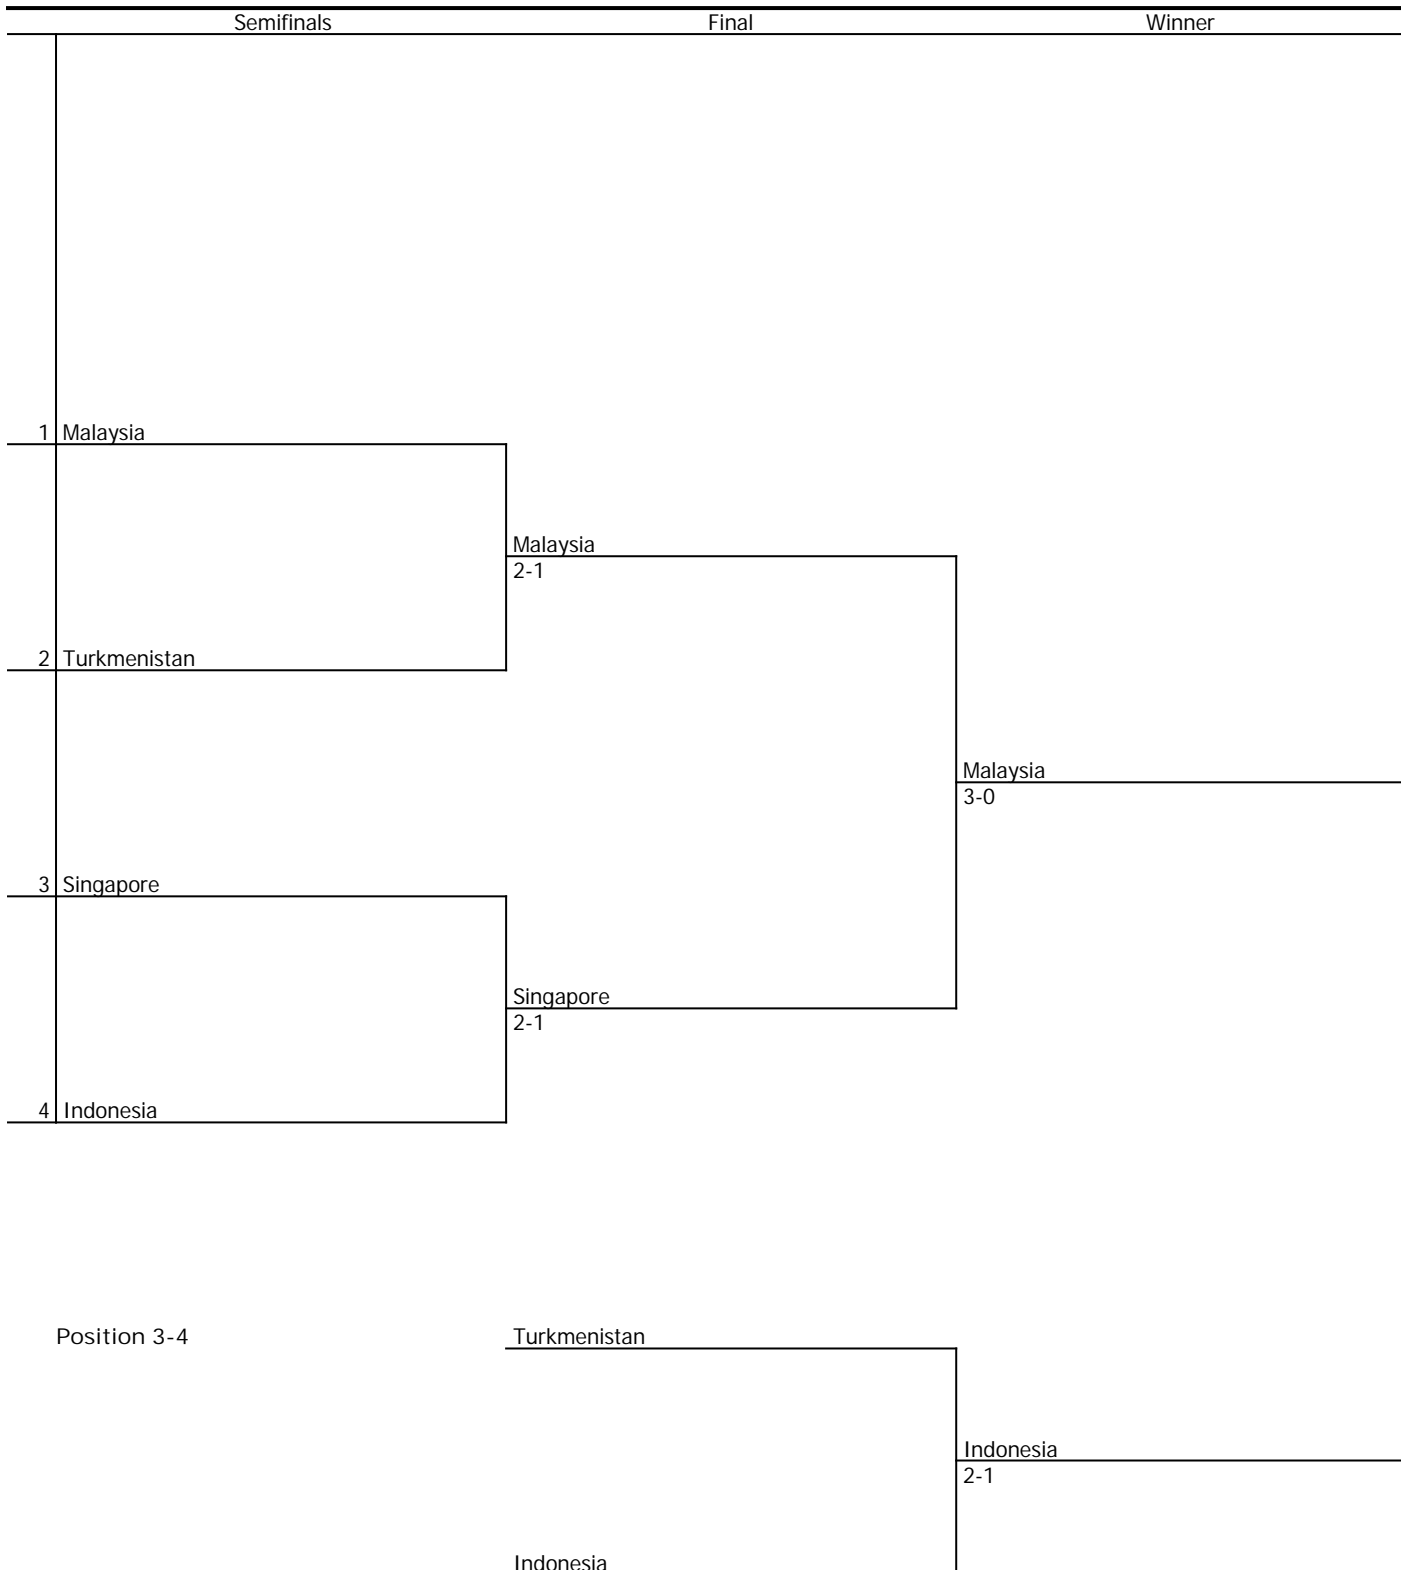 Semifinals Final Winner
1 Malaysia
Malaysia
2-1
2 Turkmenistan
Malaysia
3-0
3 Singapore
Singapore
2-1
4 Indonesia
Position 3-4 Turkmenistan
Indonesia
2-1
Indonesia